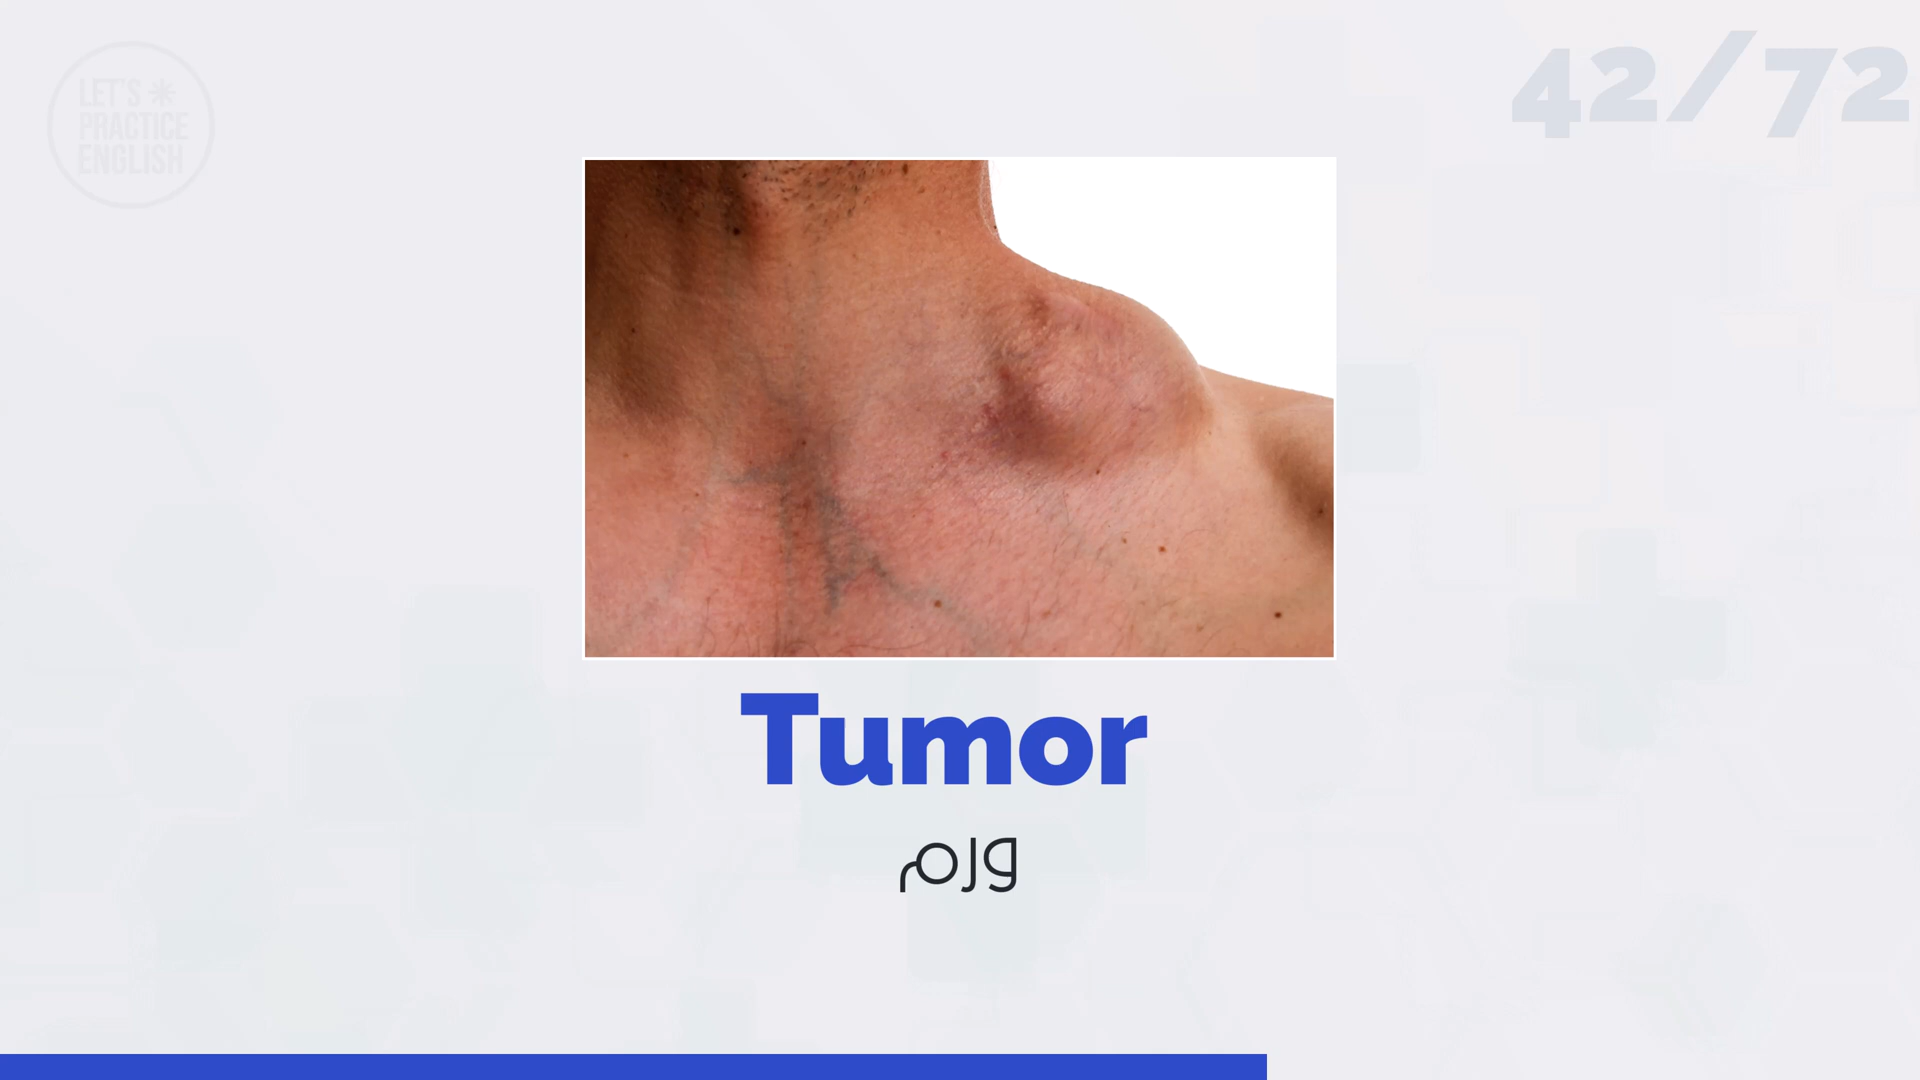 LET'S
PRACTICE
ENGLISH
42/72
Tumor
ورم